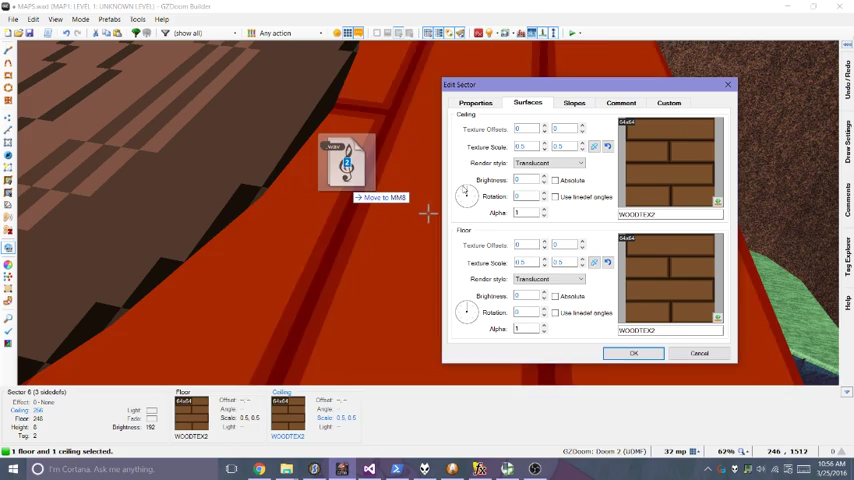 MAPS.wad (MAP1: LEVEL 1: UNKNOWN LEVEL) - GZDoom Builder
File Edit View Mode Prefabs Tools Help
(show all)
Any action
Undo / Redo
Draw Settings
Comments
Tag Explorer
Help
.wav
2
Move to MM8
Edit Sector
Properties Surfaces Slopes Comment Custom
Ceiling
Texture Offsets: 0 0
Texture Scale: 0.5 0.5
Render style: Translucent
Brightness: 0 Absolute
Rotation: 0 Use linedef angles
Alpha: 1
64x64
WOODTEX2
Floor
Texture Offsets: 0 0
Texture Scale: 0.5 0.5
Render style: Translucent
Brightness: 0 Absolute
Rotation: 0 Use linedef angles
Alpha: 1
64x64
WOODTEX2
OK Cancel
Sector 6 (3 sidedefs)
Effect: 0 - None
Ceiling: 256
Floor: 248
Height: 8
Tag: 2
Light:
Fade:
Brightness: 192
Floor
64x64
WOODTEX2
Offset: --, --
Angle: --
Scale: 0.5, 0.5
Light: --
Ceiling
64x64
WOODTEX2
Offset: --, --
Angle: --
Scale: 0.5, 0.5
Light: --
1 floor and 1 ceiling selected.
GZDoom: Doom 2 (UDMF) 32 mp 62% 246 , 1512 0
I'm Cortana. Ask me anything.
10:56 AM
3/25/2016